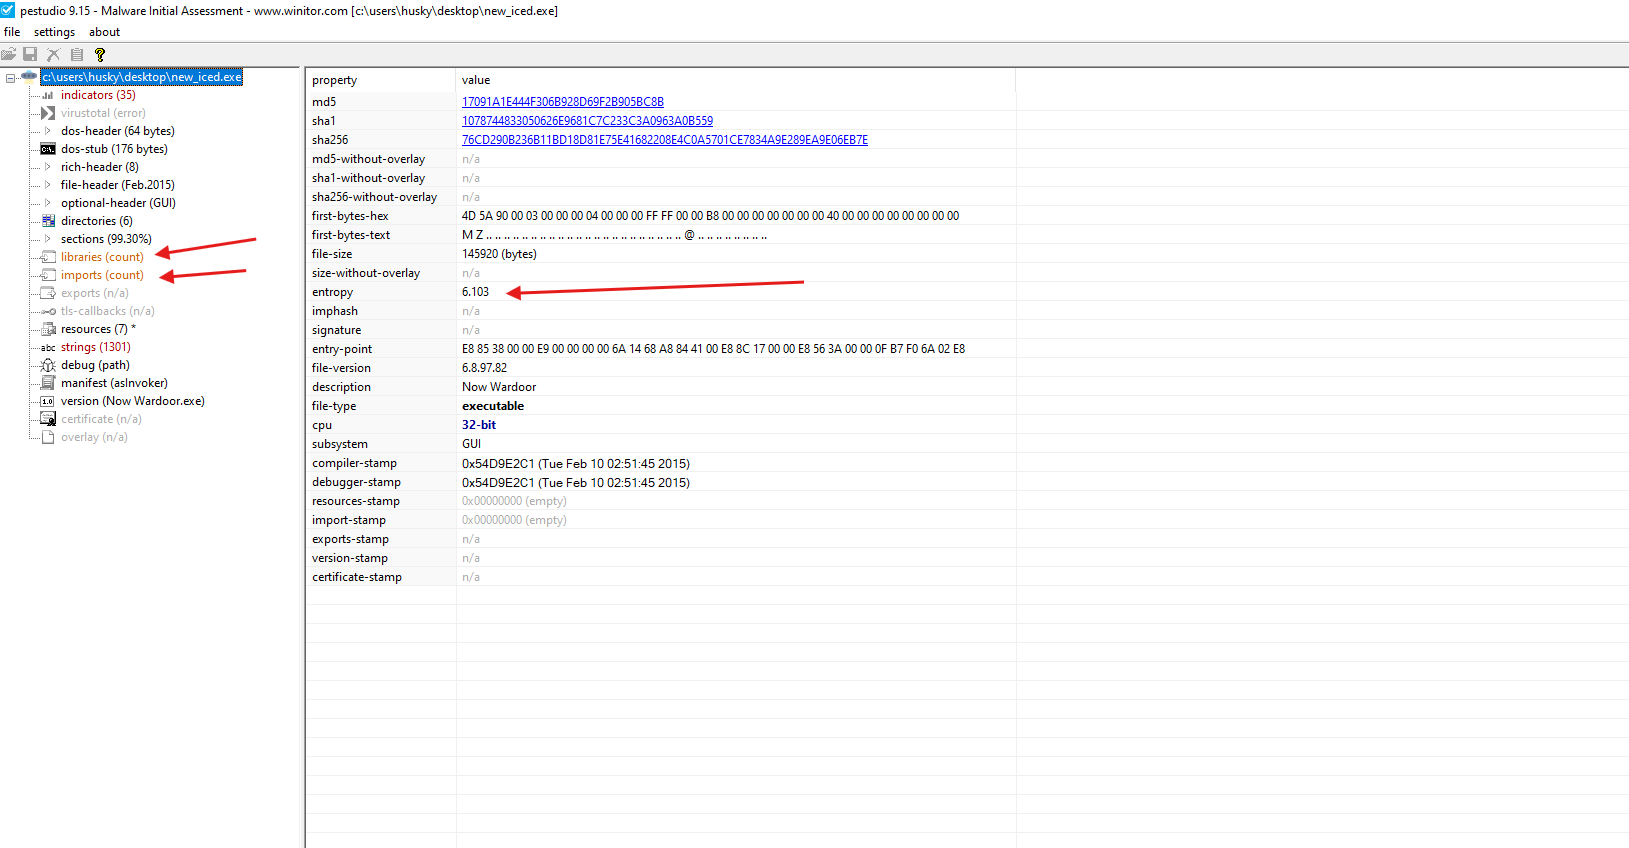 pestudio 9.15 - Malware Initial Assessment - www.winitor.com [c:\users\husky\desktop\new_iced.exe]
file settings about
c:\users\husky\desktop\new_iced.exe
indicators (35)
virustotal (error)
dos-header (64 bytes)
dos-stub (176 bytes)
rich-header (8)
file-header (Feb.2015)
optional-header (GUI)
directories (6)
sections (99.30%)
libraries (count)
imports (count)
exports (n/a)
tls-callbacks (n/a)
resources (7) *
abc strings (1301)
debug (path)
manifest (asInvoker)
1.0 version (Now Wardoor.exe)
certificate (n/a)
overlay (n/a)
property value
md5 17091A1E444F306B928D69F2B905BC8B
sha1 1078744833050626E9681C7C233C3A0963A0B559
sha256 76CD290B236B11BD18D81E75E41682208E4C0A5701CE7834A9E289EA9E06EB7E
md5-without-overlay n/a
sha1-without-overlay n/a
sha256-without-overlay n/a
first-bytes-hex 4D 5A 90 00 03 00 00 00 04 00 00 00 FF FF 00 00 B8 00 00 00 00 00 00 00 40 00 00 00 00 00 00 00
first-bytes-text M Z .. .. .. .. .. .. .. .. .. .. .. .. .. .. .. .. .. .. .. .. .. .. @ .. .. .. .. .. .. ..
file-size 145920 (bytes)
size-without-overlay n/a
entropy 6.103
imphash n/a
signature n/a
entry-point E8 85 38 00 00 E9 00 00 00 00 6A 14 68 A8 84 41 00 E8 8C 17 00 00 E8 56 3A 00 00 0F B7 F0 6A 02 E8
file-version 6.8.97.82
description Now Wardoor
file-type executable
cpu 32-bit
subsystem GUI
compiler-stamp 0x54D9E2C1 (Tue Feb 10 02:51:45 2015)
debugger-stamp 0x54D9E2C1 (Tue Feb 10 02:51:45 2015)
resources-stamp 0x00000000 (empty)
import-stamp 0x00000000 (empty)
exports-stamp n/a
version-stamp n/a
certificate-stamp n/a